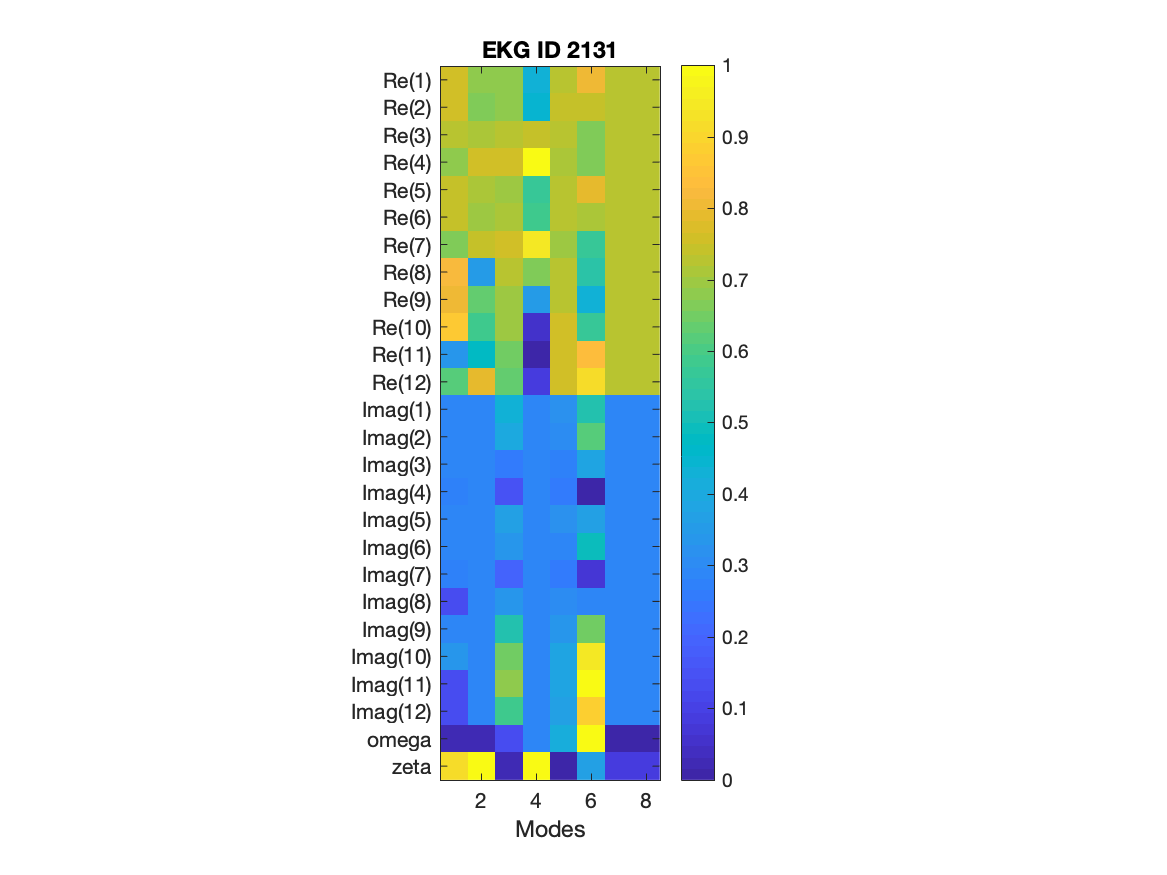 EKG ID 2131
Re(1)
Re(2)
Re(3)
Re(4)
Re(5)
Re(6)
Re(7)
Re(8)
Re(9)
Re(10)
Re(11)
Re(12)
Imag(1)
Imag(2)
Imag(3)
Imag(4)
Imag(5)
Imag(6)
Imag(7)
Imag(8)
Imag(9)
Imag(10)
Imag(11)
Imag(12)
omega
zeta
2 4 6 8
Modes
1
0.9
0.8
0.7
0.6
0.5
0.4
0.3
0.2
0.1
0